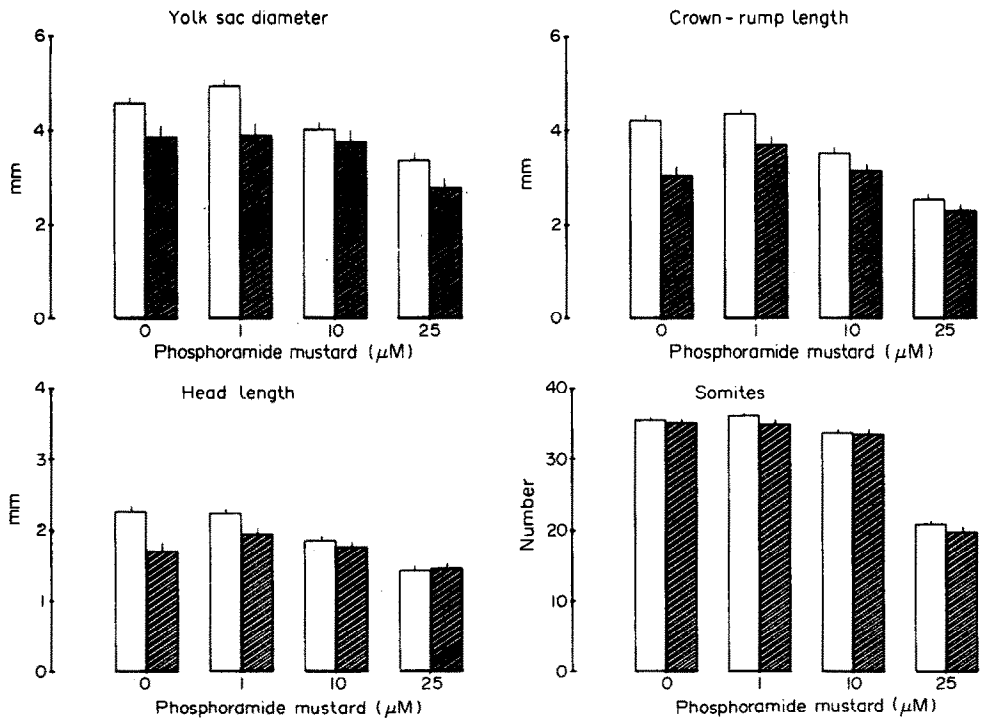 Yolk sac diameter
6
4
2
0
mm
0 1 10 25
Phosphoramide mustard (μM)
Crown-rump length
6
4
2
0
mm
0 1 10 25
Phosphoramide mustard (μM)
Head length
4
3
2
1
0
mm
0 1 10 25
Phosphoramide mustard (μM)
Somites
40
30
20
10
0
Number
0 1 10 25
Phosphoramide mustard (μM)